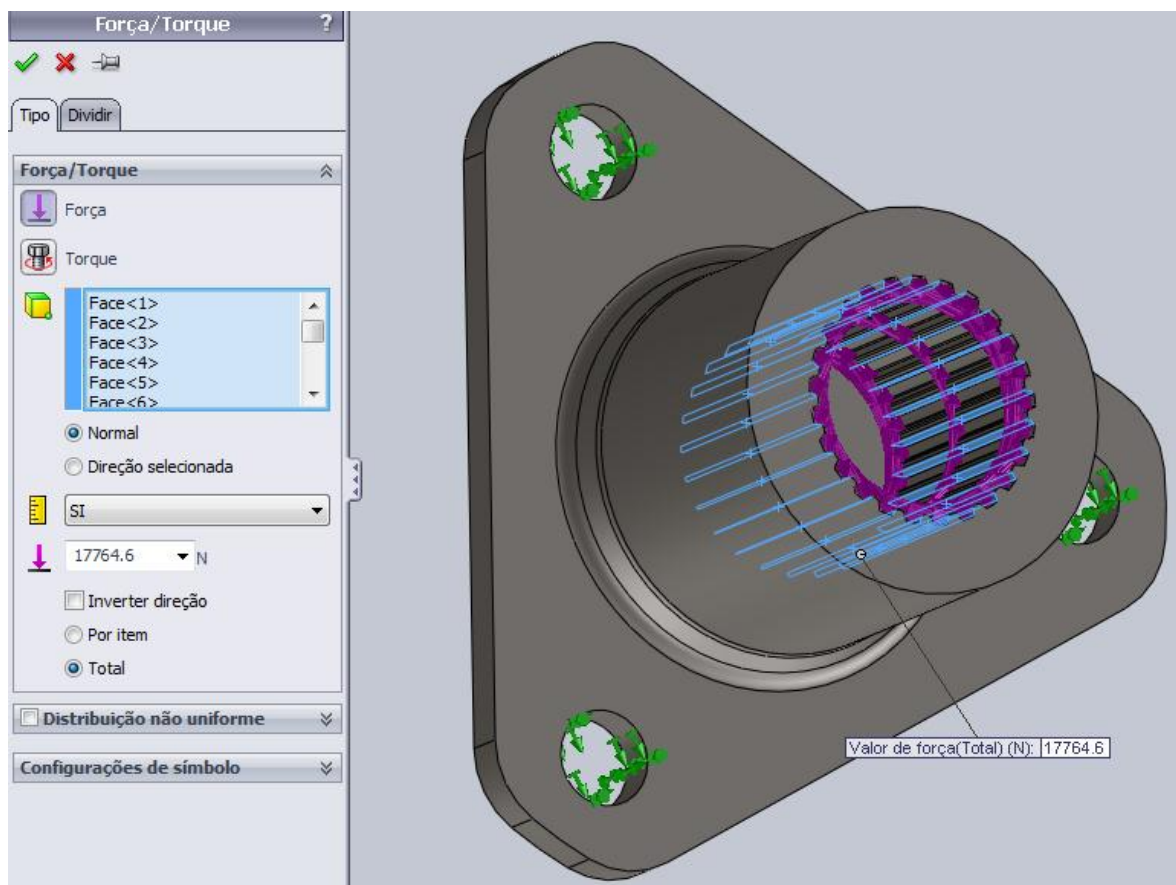 Força/Torque ?
Tipo Dividir
Força/Torque
Força
Torque
Face<1>
Face<2>
Face<3>
Face<4>
Face<5>
Face<6>
Normal
Direção selecionada
SI
17764.6 N
Inverter direção
Por item
Total
Distribuição não uniforme
Configurações de símbolo
Valor de força(Total) (N): 17764.6